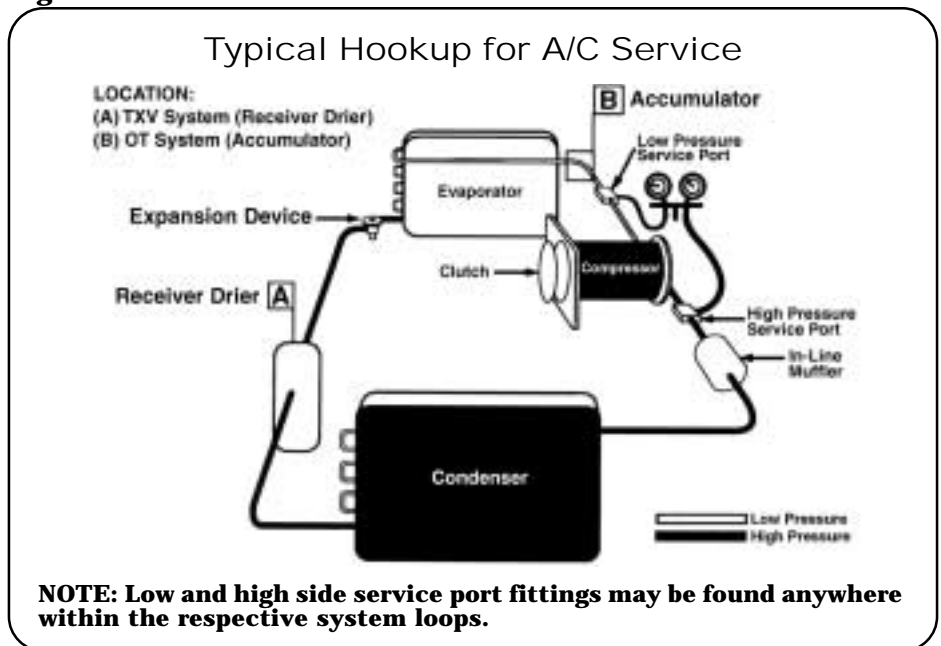 Typical Hookup for A/C Service
LOCATION:
(A) TXV System (Receiver Drier)
(B) OT System (Accumulator)
B Accumulator
Low Pressure
Service Port
Evaporator
Expansion Device
Clutch
Compressor
Receiver Drier A
High Pressure
Service Port
In-Line
Muffler
Condenser
Low Pressure
High Pressure
NOTE: Low and high side service port fittings may be found anywhere
within the respective system loops.